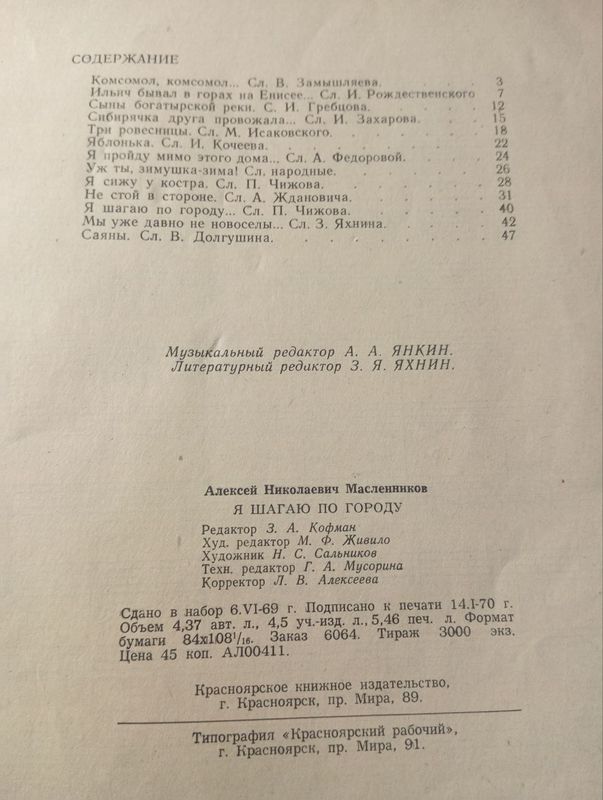 СОДЕРЖАНИЕ
Комсомол, комсомол... Сл. В. Замышляева. . . . 3
Ильич бывал в горах на Енисее... Сл. И. Рождественского 7
Сыны богатырской реки. С. И. Гребцова. . . . . 12
Сибирячка друга провожала... Сл. И. Захарова. . . 15
Три ровесницы. Сл. М. Исаковского. . . . . . 18
Яблонька. Сл. И. Кочеева. . . . . . . . 22
Я пройду мимо этого дома... Сл. А. Федоровой. . . . 24
Уж ты, зимушка-зима! Сл. народные. . . . . . 26
Я сижу у костра. Сл. П. Чижова. . . . . . . 28
Не стой в стороне. Сл. А. Ждановича. . . . . . 31
Я шагаю по городу... Сл. П. Чижова. . . . . . 40
Мы уже давно не новоселы... Сл. З. Яхнина. . . . . 42
Саяны. Сл. В. Долгушина. . . . . . . . 47
Музыкальный редактор А. А. ЯНКИН.
Литературный редактор З. Я. ЯХНИН.
Алексей Николаевич Масленников
Я ШАГАЮ ПО ГОРОДУ
Редактор З. А. Кофман
Худ. редактор М. Ф. Живило
Художник Н. С. Сальников
Техн. редактор Г. А. Мусорина
Корректор Л. В. Алексеева
Сдано в набор 6.VI-69 г. Подписано к печати 14.I-70 г.
Объем 4,37 авт. л., 4,5 уч.-изд. л., 5,46 печ. л. Формат
бумаги 84х108¹/₁₆. Заказ 6064. Тираж 3000 экз.
Цена 45 коп. АЛ00411.
Красноярское книжное издательство,
г. Красноярск, пр. Мира, 89.
Типография «Красноярский рабочий»,
г. Красноярск, пр. Мира, 91.